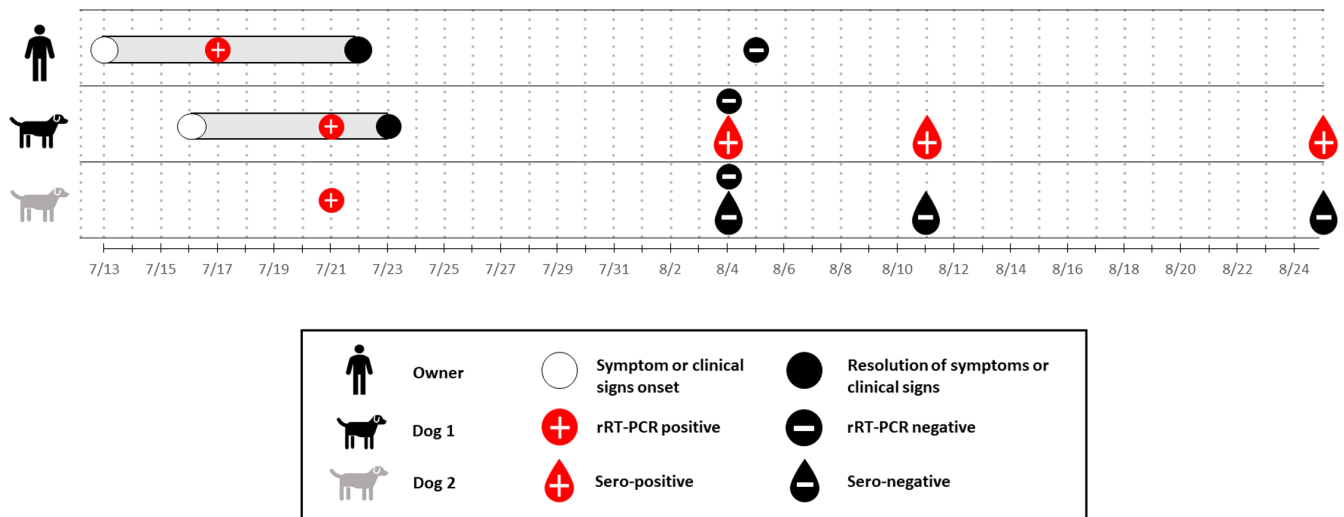 7/13 7/15 7/17 7/19 7/21 7/23 7/25 7/27 7/29 7/31 8/2 8/4 8/6 8/8 8/10 8/12 8/14 8/16 8/18 8/20 8/22 8/24
Owner
Symptom or clinical
signs onset
Resolution of symptoms or
clinical signs
Dog 1
rRT-PCR positive
rRT-PCR negative
Dog 2
Sero-positive
Sero-negative